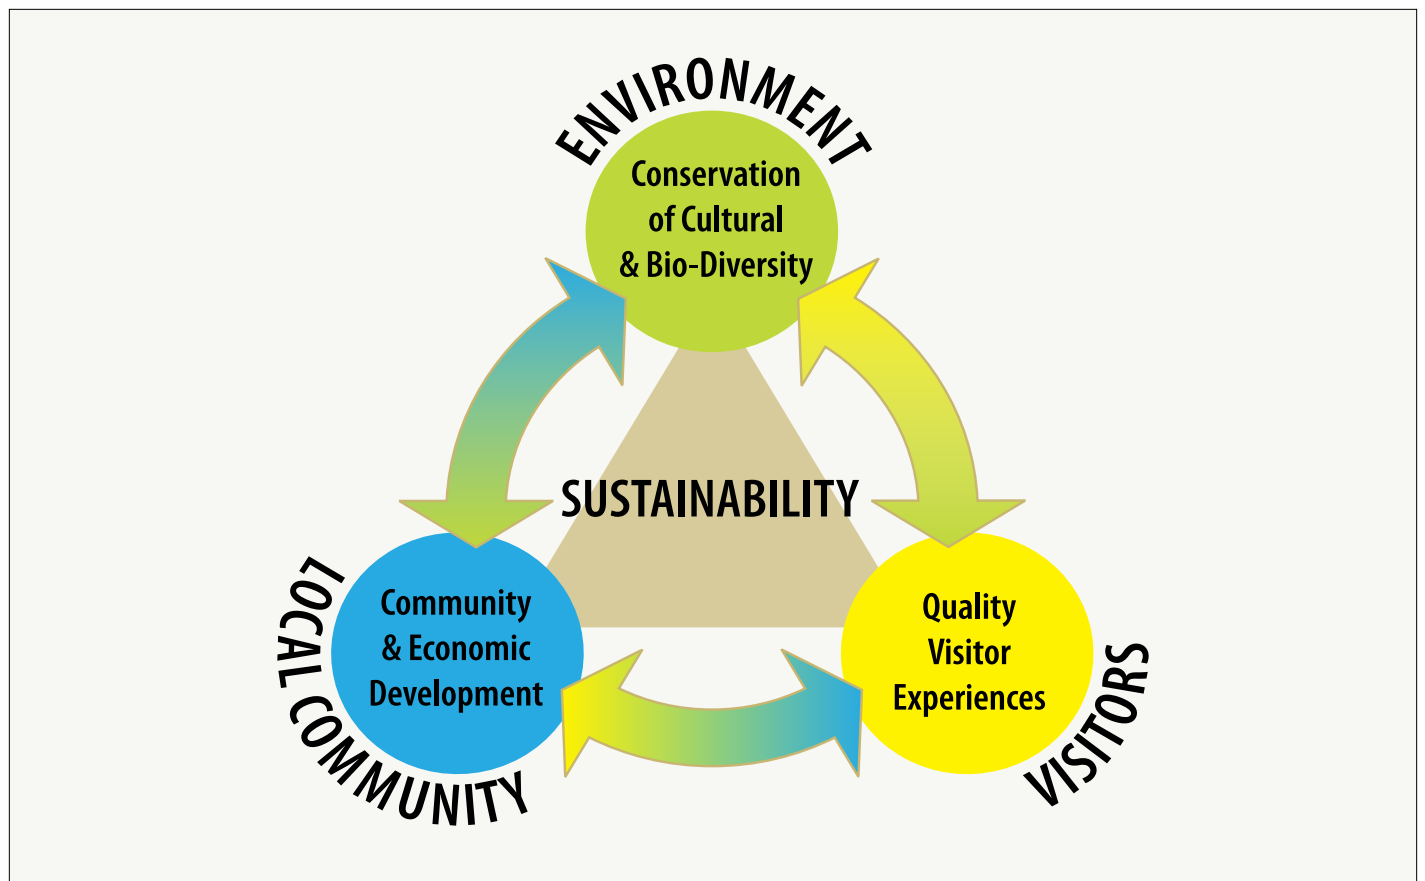 ENVIRONMENT
Conservation
of Cultural
& Bio-Diversity
SUSTAINABILITY
LOCAL COMMUNITY
Community
& Economic
Development
Quality
Visitor
Experiences
VISITORS